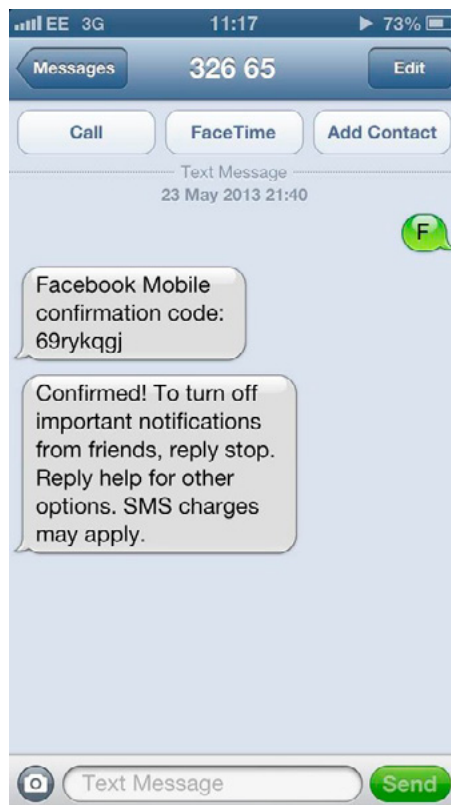 EE 3G 11:17 73%
Messages 326 65 Edit
Call FaceTime Add Contact
Text Message
23 May 2013 21:40
F
Facebook Mobile
confirmation code:
69rykqgj
Confirmed! To turn off
important notifications
from friends, reply stop.
Reply help for other
options. SMS charges
may apply.
Text Message Send